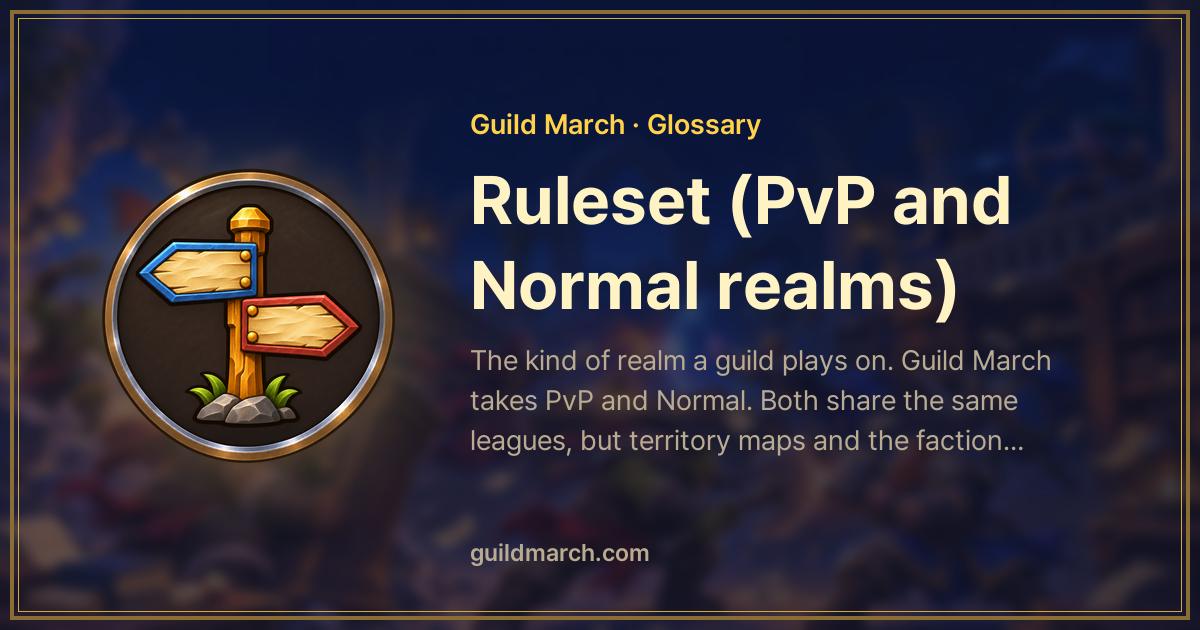 Guild March · Glossary
Ruleset (PvP and
Normal realms)
The kind of realm a guild plays on. Guild March
takes PvP and Normal. Both share the same
leagues, but territory maps and the faction...
guildmarch.com